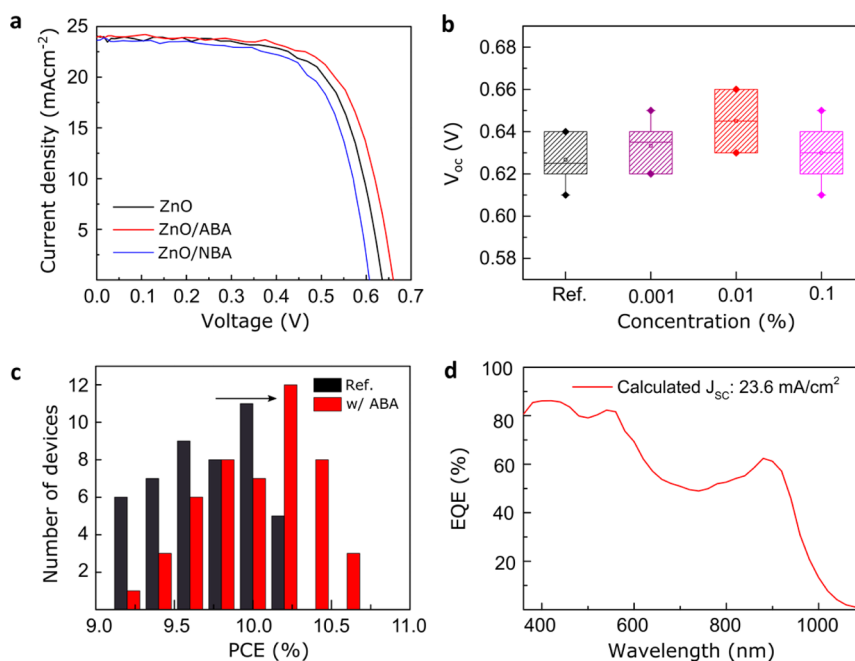 a
Current density (mAcm⁻²)
25
20
15
10
5
0
ZnO
ZnO/ABA
ZnO/NBA
0.0 0.1 0.2 0.3 0.4 0.5 0.6 0.7
Voltage (V)
b
V_oc (V)
0.68
0.66
0.64
0.62
0.60
0.58
Ref. 0.001 0.01 0.1
Concentration (%)
c
Number of devices
12
10
8
6
4
2
Ref.
w/ ABA
9.0 9.5 10.0 10.5 11.0
PCE (%)
d
EQE (%)
100
80
60
40
20
Calculated J_SC: 23.6 mA/cm²
400 600 800 1000
Wavelength (nm)